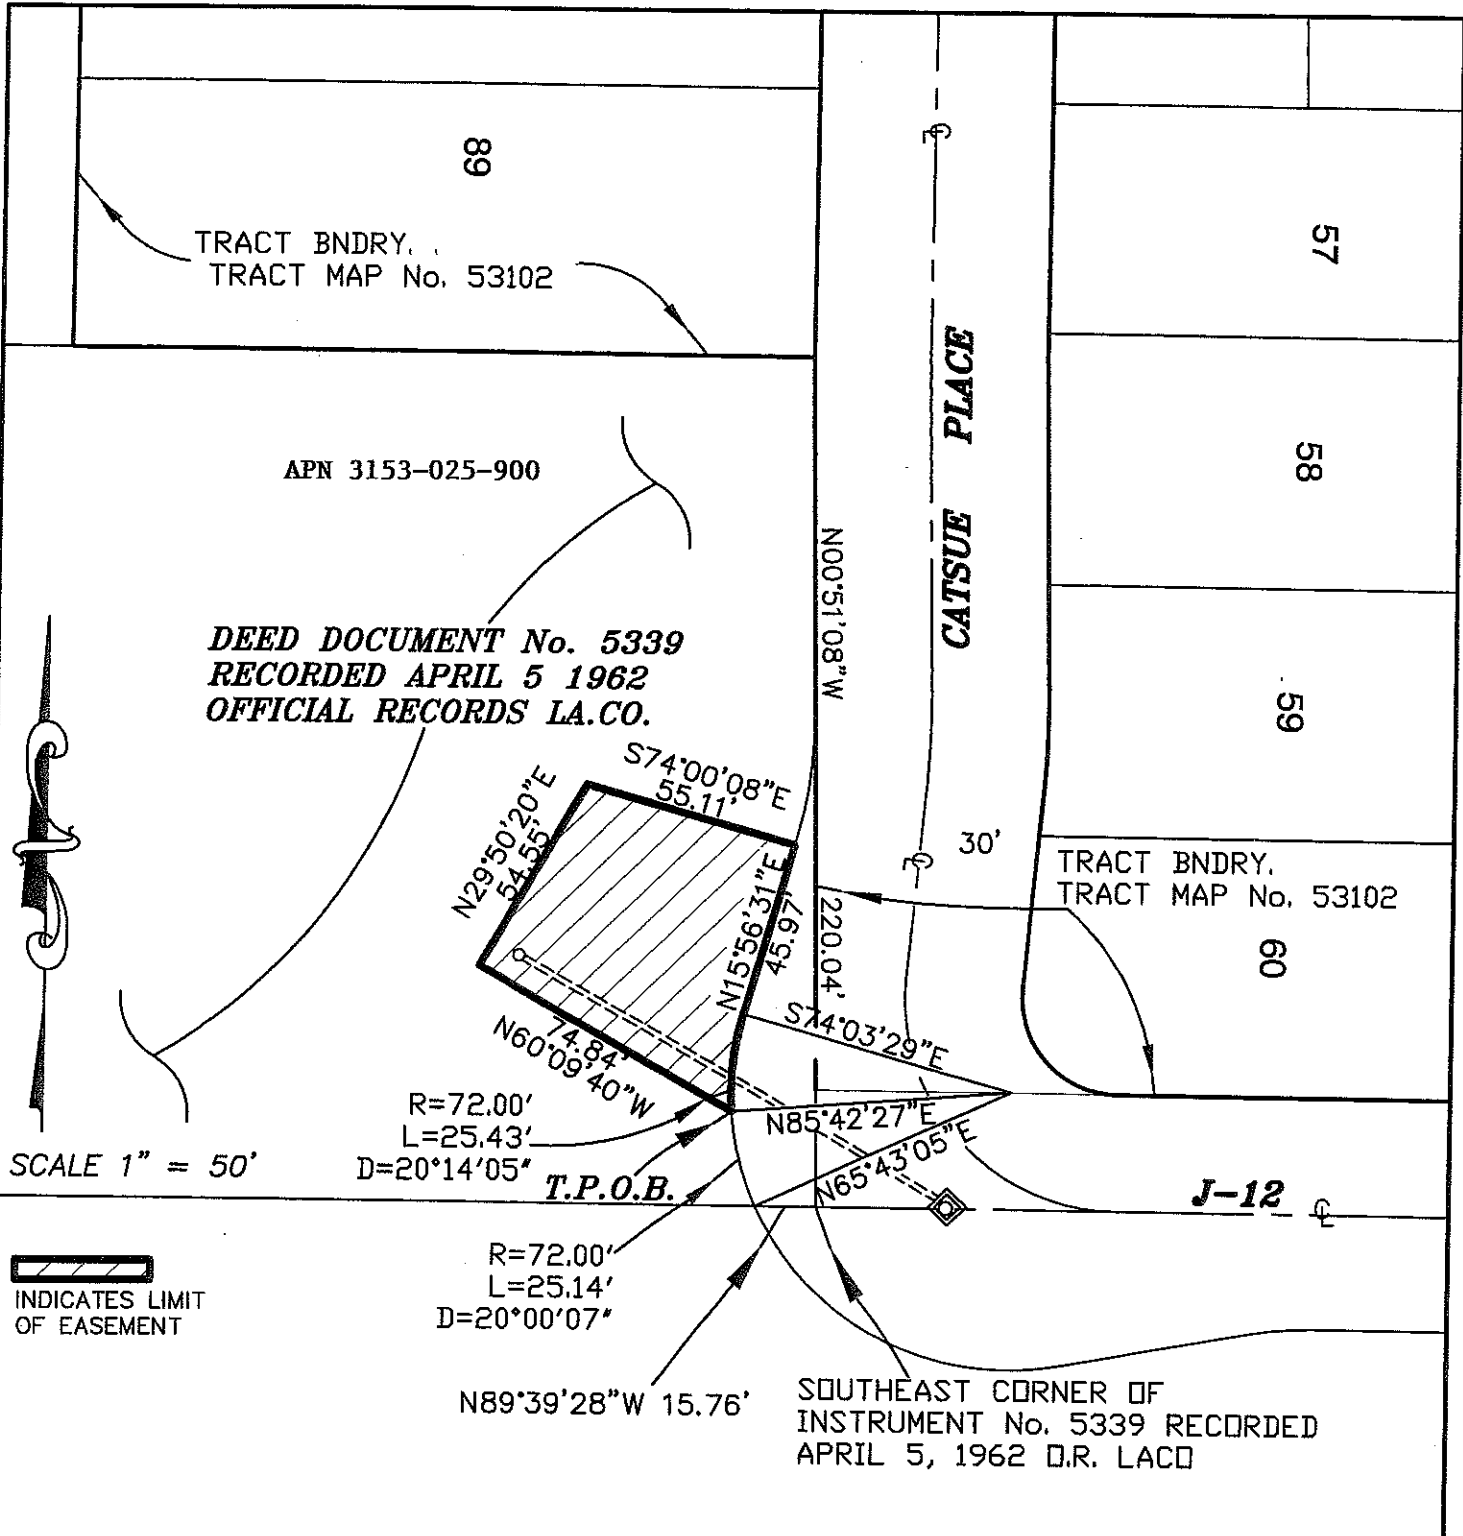 89
57
TRACT BNDRY.
TRACT MAP No. 53102
CATSUE PLACE
58
APN 3153-025-900
N00°51'08"W
DEED DOCUMENT No. 5339
RECORDED APRIL 5 1962
OFFICIAL RECORDS LA.CO.
59
S74°00'08"E
55.11'
N29°50'20"E
54.55'
30'
TRACT BNDRY.
TRACT MAP No. 53102
N15°56'31"E
45.97'
220.04'
60
S74°03'29"E
74.84'
N60°09'40"W
R=72.00'
L=25.43'
D=20°14'05"
N85°42'27"E
N65°43'05"E
SCALE 1" = 50'
T.P.O.B.
J-12
R=72.00'
L=25.14'
D=20°00'07"
INDICATES LIMIT
OF EASEMENT
N89°39'28"W 15.76'
SOUTHEAST CORNER OF
INSTRUMENT No. 5339 RECORDED
APRIL 5, 1962 O.R. LACO